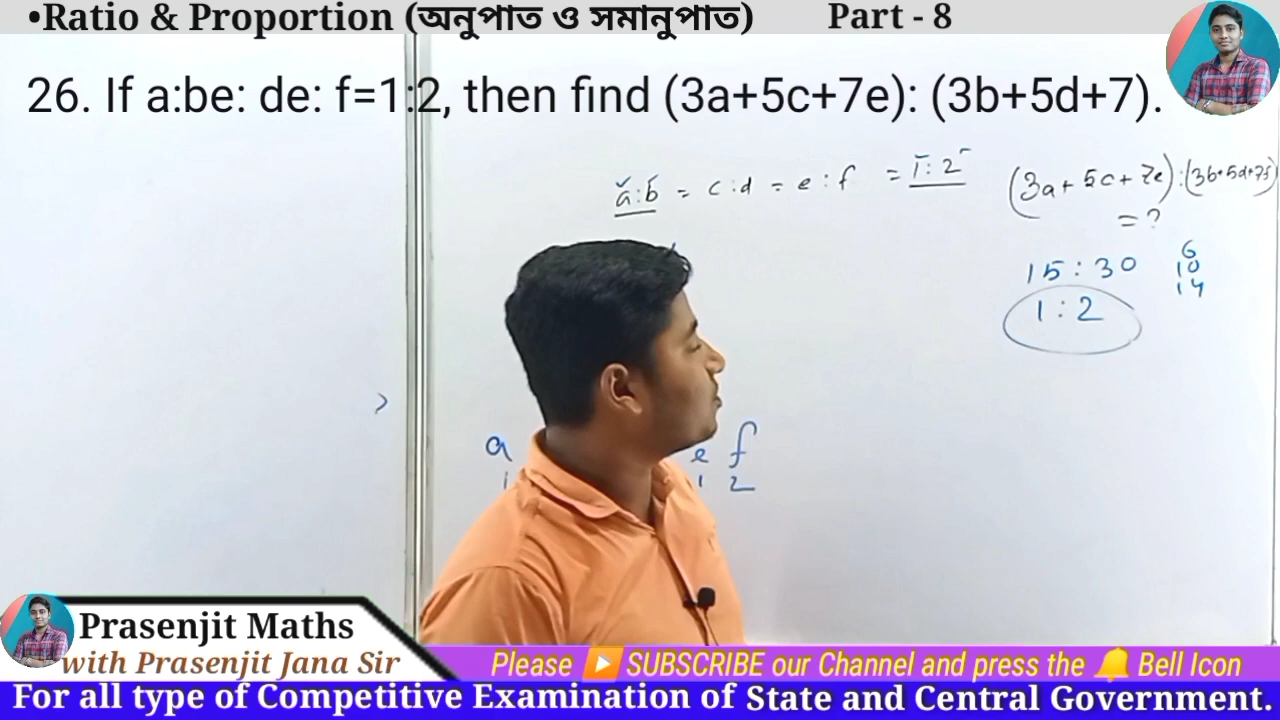 •Ratio & Proportion (অনুপাত ও সমানুপাত) Part - 8
26. If a:be: de: f=1:2, then find (3a+5c+7e): (3b+5d+7).
a:b = c:d = e:f = 1:2 (3a+5c+7e):(3b+5d+7f)
= ?
15:30 6
10
14
1:2
a e f
1 1 2
Prasenjit Maths
with Prasenjit Jana Sir
Please ▶ SUBSCRIBE our Channel and press the 🔔 Bell Icon
For all type of Competitive Examination of State and Central Government.